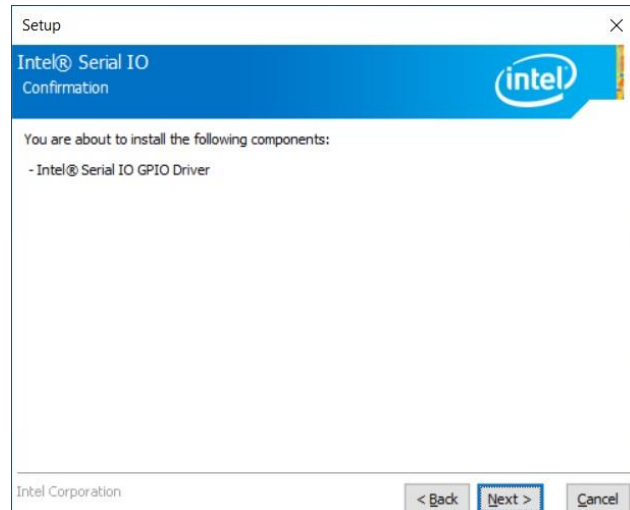 Setup
Intel® Serial IO
Confirmation
intel
You are about to install the following components:
- Intel® Serial IO GPIO Driver
Intel Corporation
< Back Next > Cancel